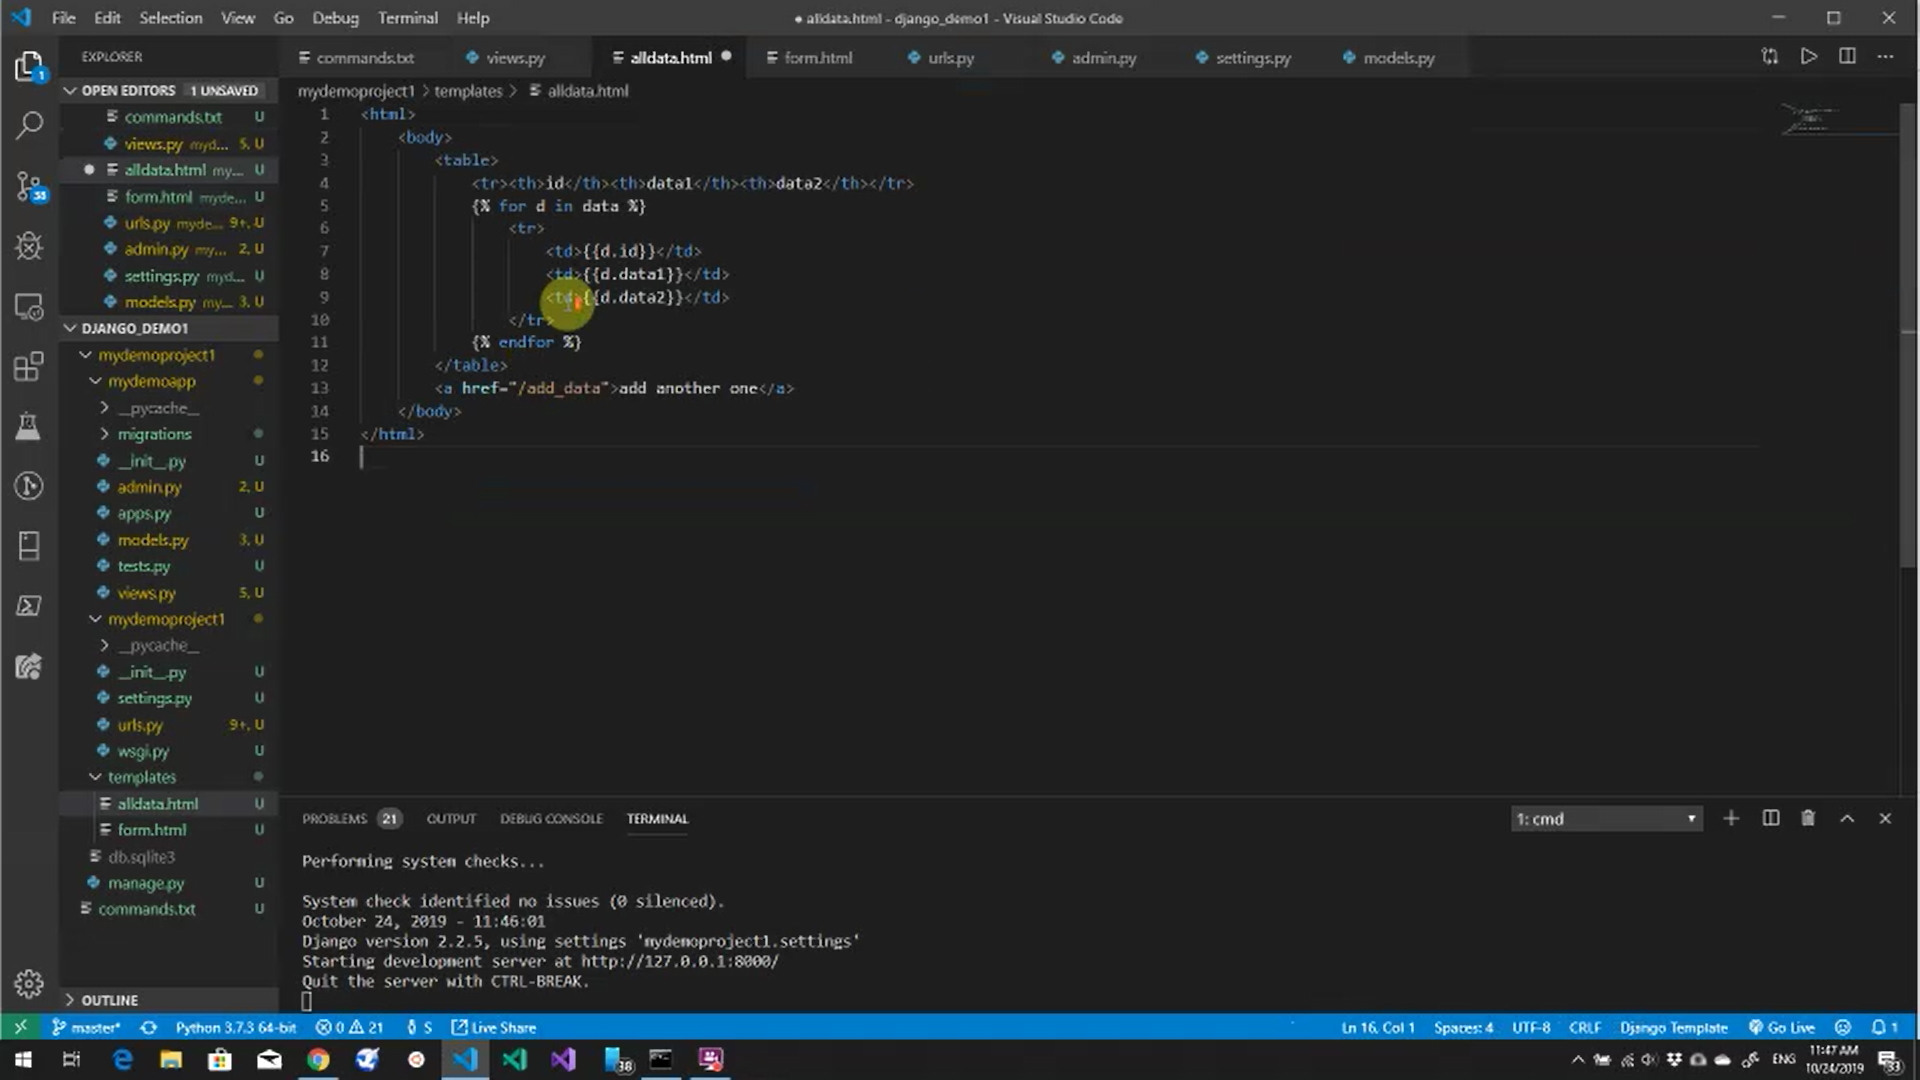 File Edit Selection View Go Debug Terminal Help
● alldata.html - django_demo1 - Visual Studio Code
EXPLORER
commands.txt views.py alldata.html form.html urls.py admin.py settings.py models.py
OPEN EDITORS 1 UNSAVED
commands.txt U
views.py myd... 5, U
alldata.html my... U
form.html myde... U
urls.py myde... 9+, U
admin.py my... 2, U
settings.py myd... U
models.py my... 3, U
DJANGO_DEMO1
mydemoproject1
mydemoapp
__pycache__
migrations
__init__.py U
admin.py 2, U
apps.py U
models.py 3, U
tests.py U
views.py 5, U
mydemoproject1
__pycache__
__init__.py U
settings.py U
urls.py 9+, U
wsgi.py U
templates
alldata.html U
form.html U
db.sqlite3
manage.py U
commands.txt U
OUTLINE
mydemoproject1 > templates > alldata.html
1 <html>
2 <body>
3 <table>
4 <tr><th>id</th><th>data1</th><th>data2</th></tr>
5 {% for d in data %}
6 <tr>
7 <td>{{d.id}}</td>
8 <td>{{d.data1}}</td>
9 <td>{{d.data2}}</td>
10 </tr>
11 {% endfor %}
12 </table>
13 <a href="/add_data">add another one</a>
14 </body>
15 </html>
16
PROBLEMS 21 OUTPUT DEBUG CONSOLE TERMINAL 1: cmd
Performing system checks...
System check identified no issues (0 silenced).
October 24, 2019 - 11:46:01
Django version 2.2.5, using settings 'mydemoproject1.settings'
Starting development server at http://127.0.0.1:8000/
Quit the server with CTRL-BREAK.
master* Python 3.7.3 64-bit 0 21 S Live Share Ln 16, Col 1 Spaces: 4 UTF-8 CRLF Django Template Go Live 1
38 ENG 11:47 AM
10/24/2019 33